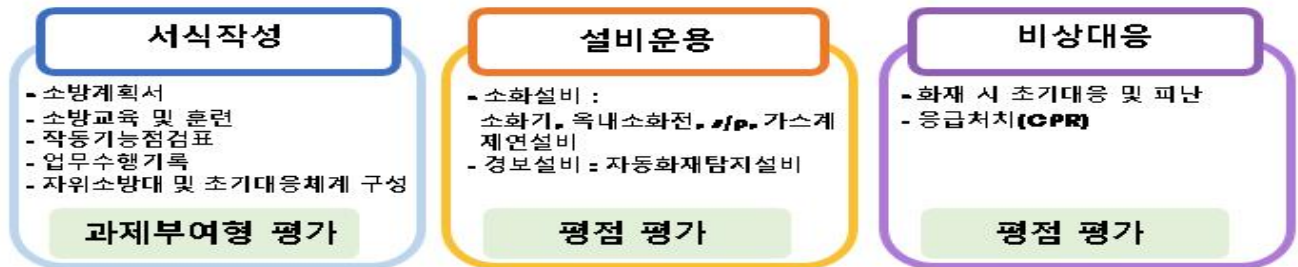 서식작성
- 소방계획서
- 소방교육 및 훈련
- 작동기능점검표
- 업무수행기록
- 자위소방대 및 초기대응체계 구성
과제부여형 평가
설비운용
- 소화설비 :
소화기, 옥내소화전, s/p, 가스계
제연설비
- 경보설비 : 자동화재탐지설비
평점 평가
비상대응
- 화재 시 초기대응 및 피난
- 응급처치(CPR)
평점 평가